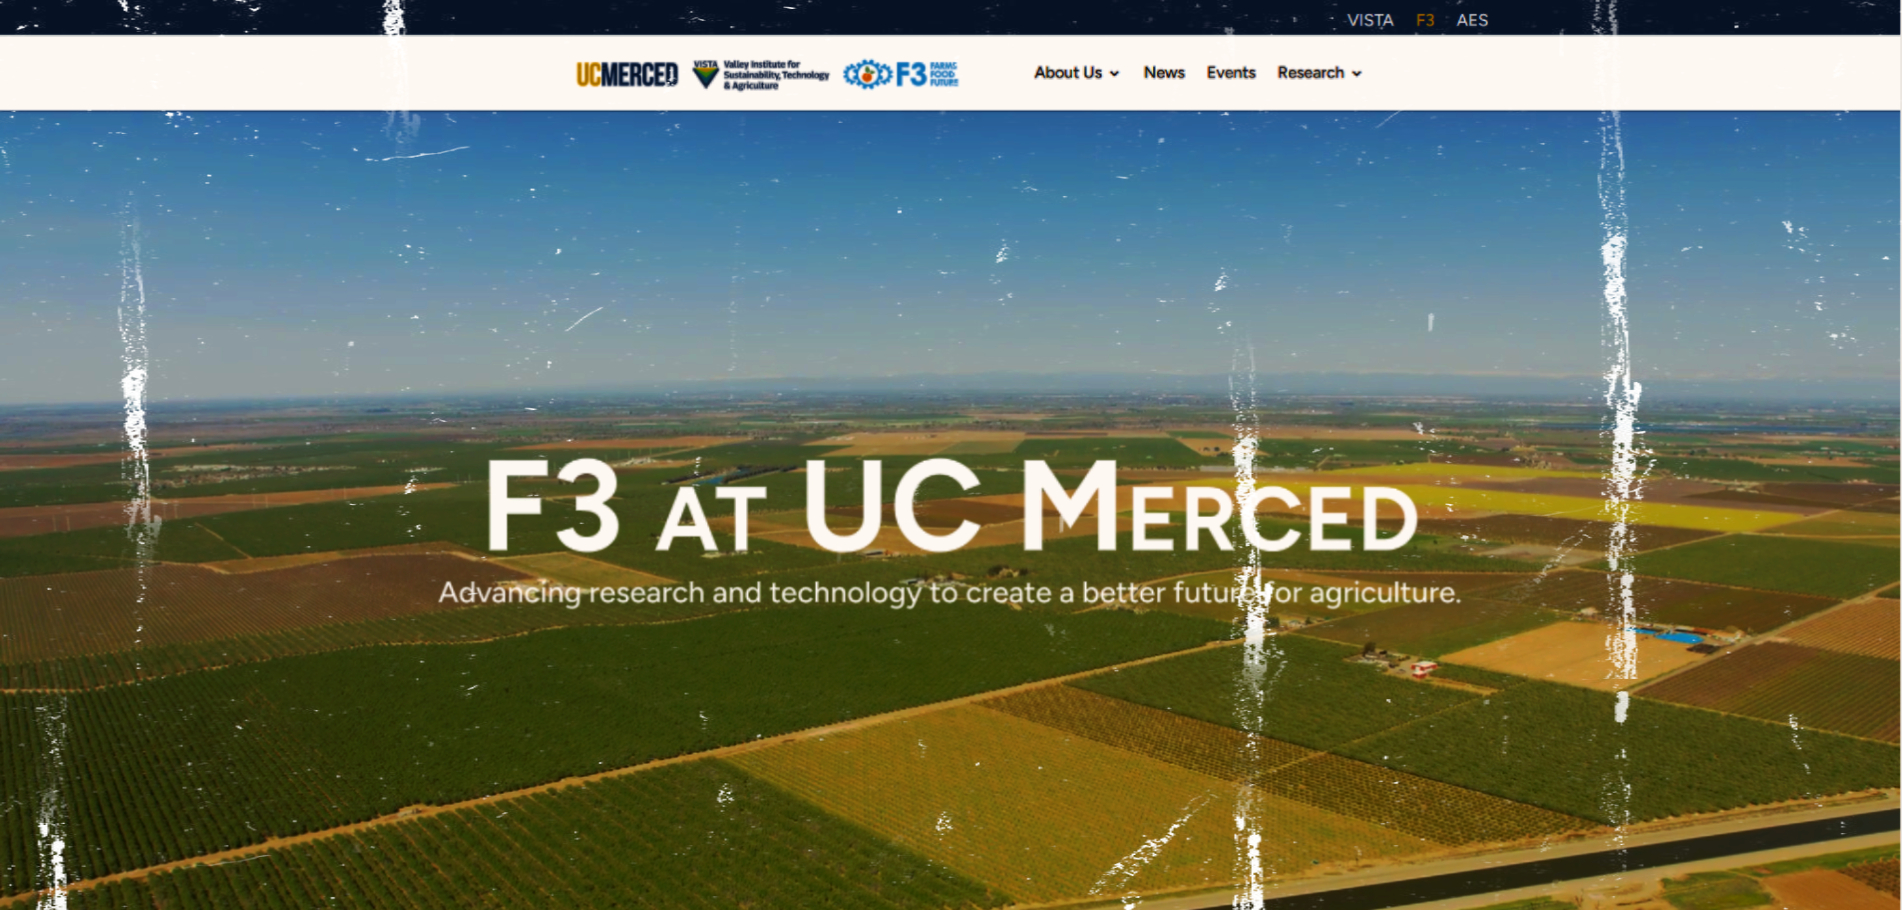 VISTA F3 AES
UCMERCED VISTA Valley Institute for Sustainability, Technology & Agriculture F3 FARMS FOOD FUTURE About Us News Events Research
F3 AT UC MERCED
Advancing research and technology to create a better future for agriculture.